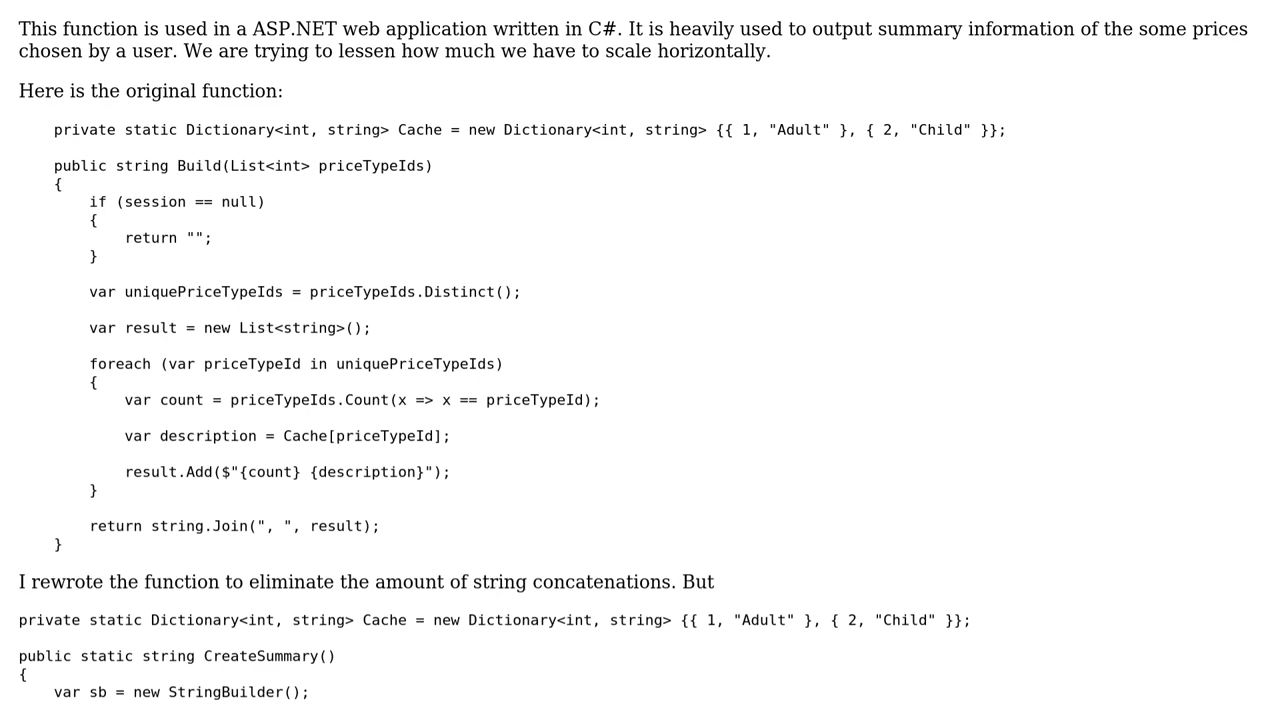 This function is used in a ASP.NET web application written in C#. It is heavily used to output summary information of the some prices
chosen by a user. We are trying to lessen how much we have to scale horizontally.
Here is the original function:
private static Dictionary<int, string> Cache = new Dictionary<int, string> {{ 1, "Adult" }, { 2, "Child" }};
public string Build(List<int> priceTypeIds)
{
if (session == null)
{
return "";
}
var uniquePriceTypeIds = priceTypeIds.Distinct();
var result = new List<string>();
foreach (var priceTypeId in uniquePriceTypeIds)
{
var count = priceTypeIds.Count(x => x == priceTypeId);
var description = Cache[priceTypeId];
result.Add($"{count} {description}");
}
return string.Join(", ", result);
}
I rewrote the function to eliminate the amount of string concatenations. But
private static Dictionary<int, string> Cache = new Dictionary<int, string> {{ 1, "Adult" }, { 2, "Child" }};
public static string CreateSummary()
{
var sb = new StringBuilder();